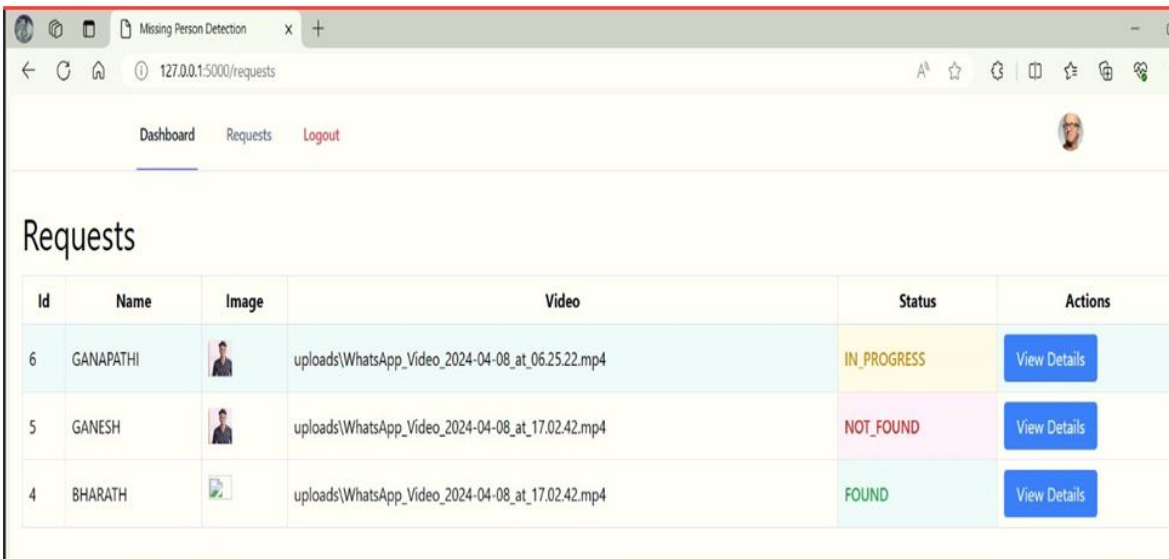 Missing Person Detection
127.0.0.1:5000/requests
Dashboard Requests Logout
Requests
Id Name Image Video Status Actions
6 GANAPATHI uploads\WhatsApp_Video_2024-04-08_at_06.25.22.mp4 IN_PROGRESS View Details
5 GANESH uploads\WhatsApp_Video_2024-04-08_at_17.02.42.mp4 NOT_FOUND View Details
4 BHARATH uploads\WhatsApp_Video_2024-04-08_at_17.02.42.mp4 FOUND View Details